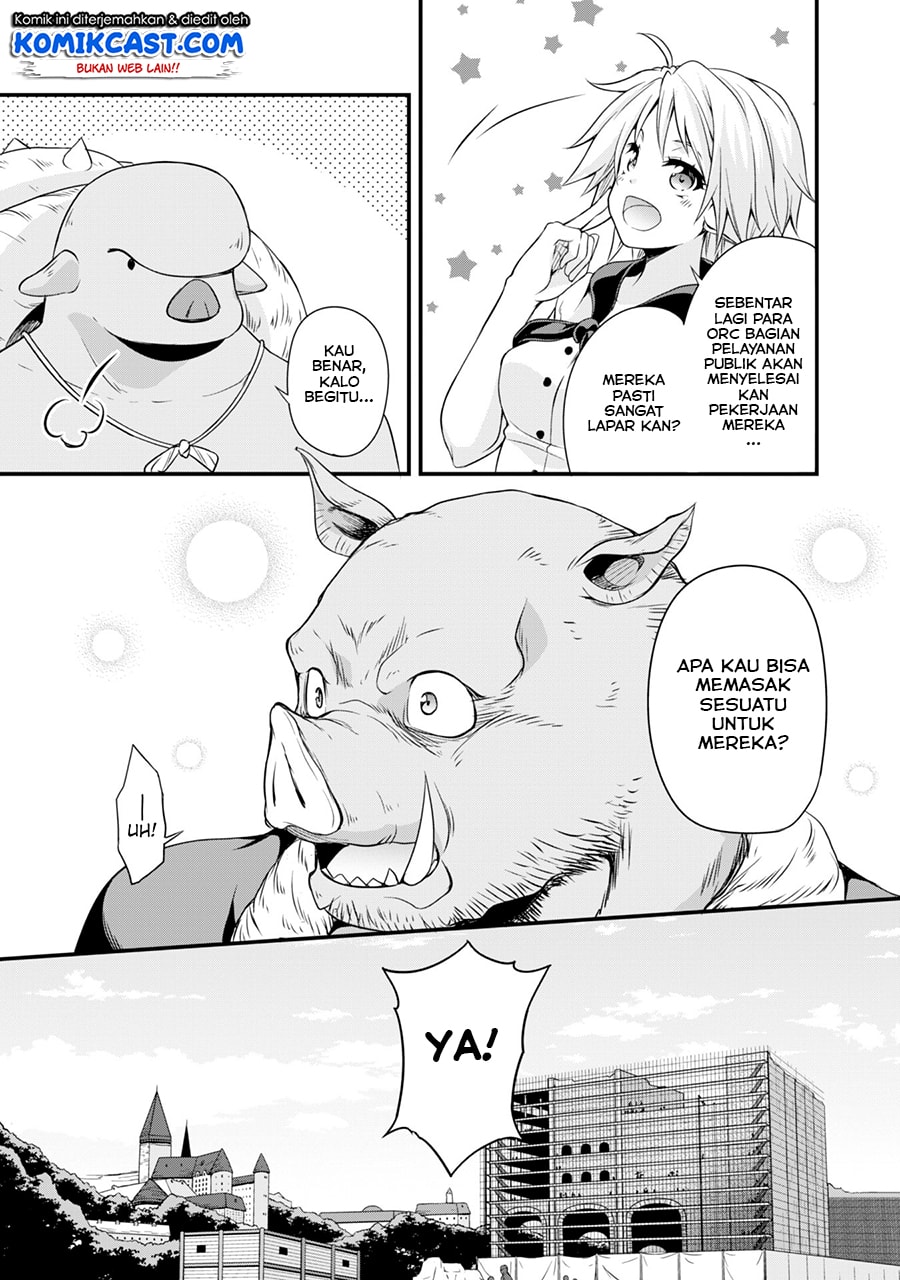 Komik ini diterjemahkan & diedit oleh
KOMIKCAST.COM
BUKAN WEB LAIN!!
SEBENTAR
LAGI PARA
ORC BAGIAN
PELAYANAN
PUBLIK AKAN
MENYELESAI
KAN
PEKERJAAN
MEREKA
...
MEREKA
PASTI
SANGAT
LAPAR KAN?
KAU
BENAR,
KALO
BEGITU...
APA KAU BISA
MEMASAK
SESUATU
UNTUK
MEREKA?
I
UH!
YA!